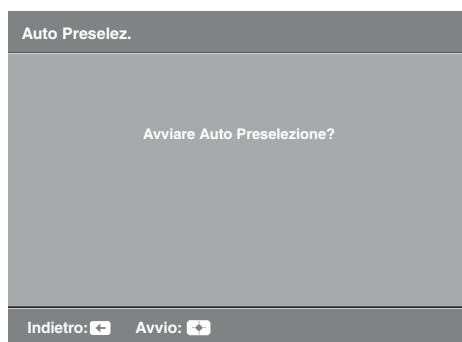 Auto Preselez.
Avviare Auto Preselezione?
Indietro: Avvio: